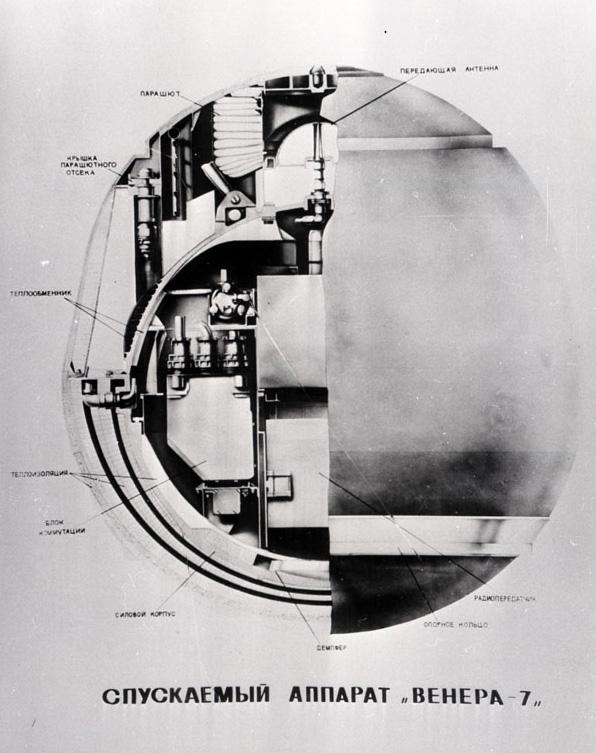 ПЕРЕДАЮЩАЯ АНТЕННА
ПАРАШЮТ
КРЫШКА
ПАРАШЮТНОГО
ОТСЕКА
ТЕПЛООБМЕННИК
ТЕПЛОИЗОЛЯЦИЯ
БЛОК
КОММУТАЦИИ
СИЛОВОЙ КОРПУС
ДЕМПФЕР
ОПОРНОЕ КОЛЬЦО
РАДИОПЕРЕДАТЧИК
СПУСКАЕМЫЙ АППАРАТ „ВЕНЕРА-7„